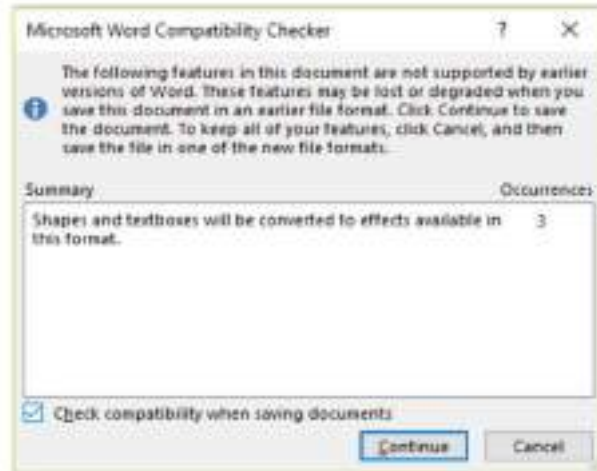 Microsoft Word Compatibility Checker ? ×
The following features in this document are not supported by earlier
versions of Word. These features may be lost or degraded when you
save this document in an earlier file format. Click Continue to save
the document. To keep all of your features, click Cancel, and then
save the file in one of the new file formats.
Summary Occurrences
Shapes and textboxes will be converted to effects available in 3
this format.
Check compatibility when saving documents
Continue Cancel